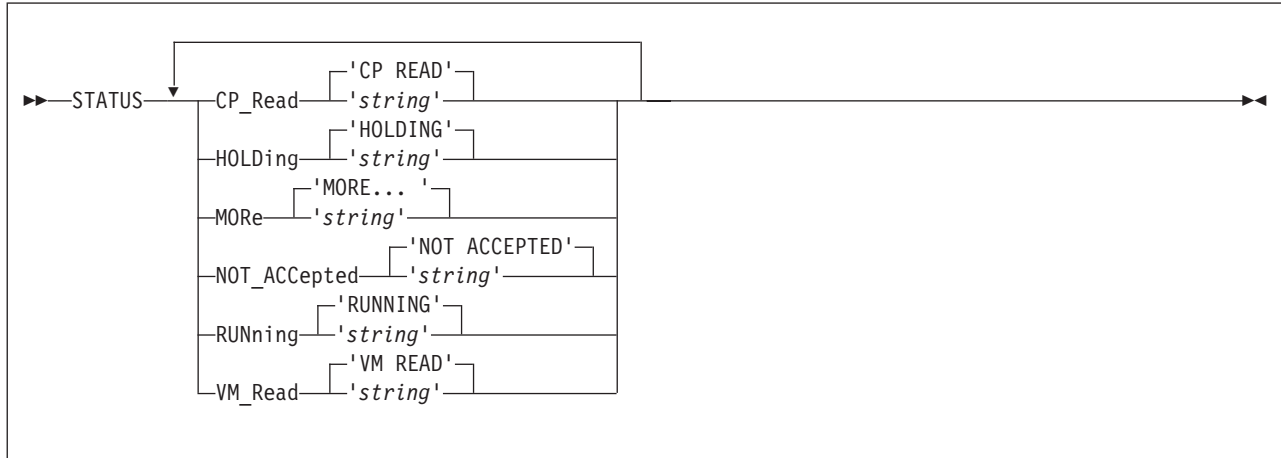 'CP READ'
STATUS CP_Read 'string'
'HOLDING'
HOLDing 'string'
'MORE... '
MORe 'string'
'NOT ACCEPTED'
NOT_ACCepted 'string'
'RUNNING'
RUNning 'string'
'VM READ'
VM_Read 'string'